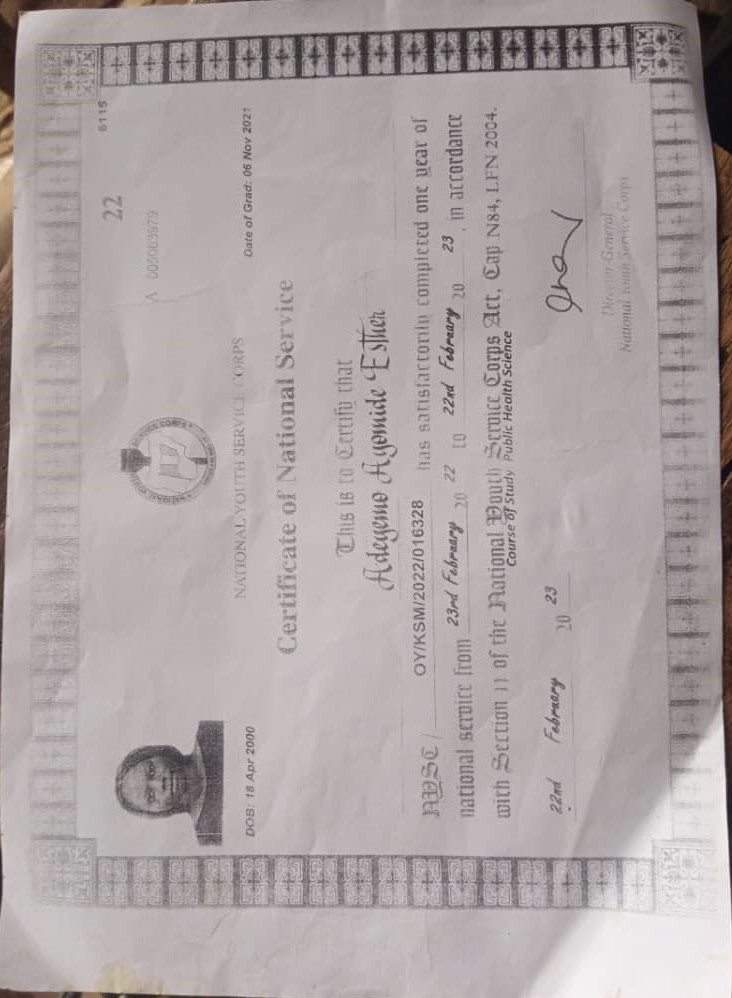 22
6115
A 005003979
NATIONAL YOUTH SERVICE CORPS
DOB: 18 Apr 2000
Date of Grad: 05 Nov 2021
Certificate of National Service
This is to Certify that
Adeyemo Ayomide Esther
NYSC/ OY/KSM/2022/016328 has satisfactorily completed one year of
national service from 23rd February 20 22 to 22nd February 20 23, in accordance
with Section 11 of the National Youth Service Corps Act, Cap N84, LFN 2004.
Course of Study Public Health Science
22nd February 20 23
Director General
National Youth Service Corps